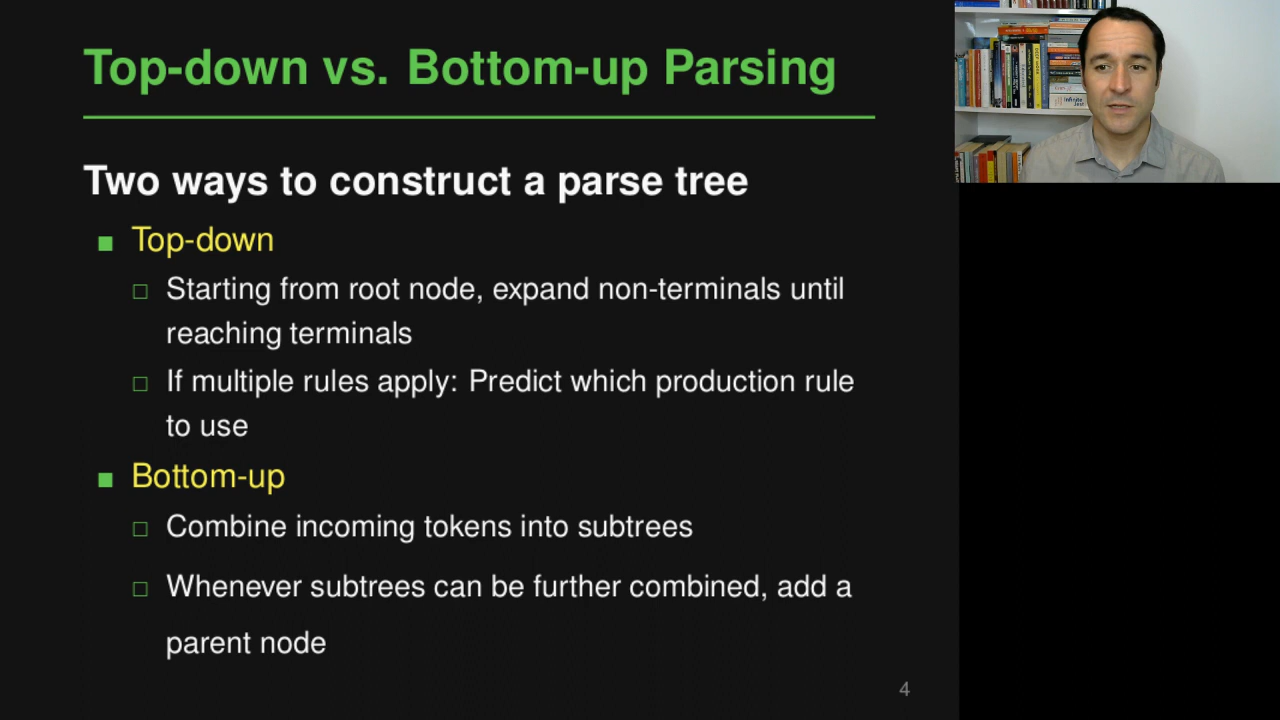 Top-down vs. Bottom-up Parsing
Two ways to construct a parse tree
Top-down
Starting from root node, expand non-terminals until
reaching terminals
If multiple rules apply: Predict which production rule
to use
Bottom-up
Combine incoming tokens into subtrees
Whenever subtrees can be further combined, add a
parent node
4
Infinite